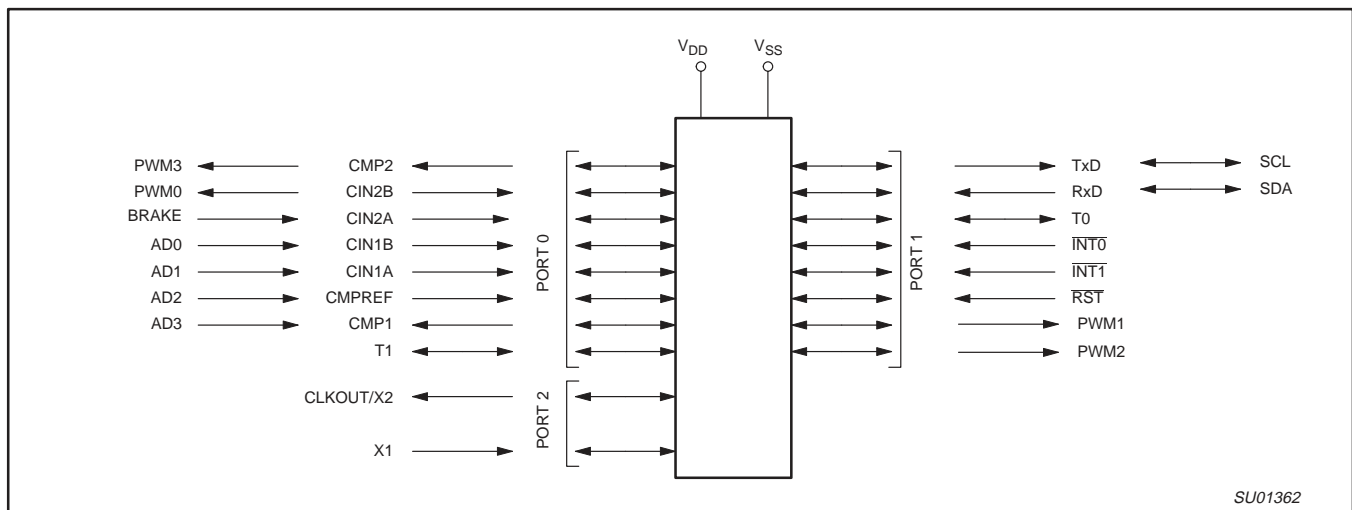 VDD VSS
PWM3 CMP2 TxD SCL
PWM0 CIN2B RxD SDA
BRAKE CIN2A T0
AD0 CIN1B INT0
AD1 CIN1A INT1
AD2 CMPREF RST
AD3 CMP1 PWM1
T1 PWM2
PORT 0
PORT 1
CLKOUT/X2
PORT 2
X1
SU01362